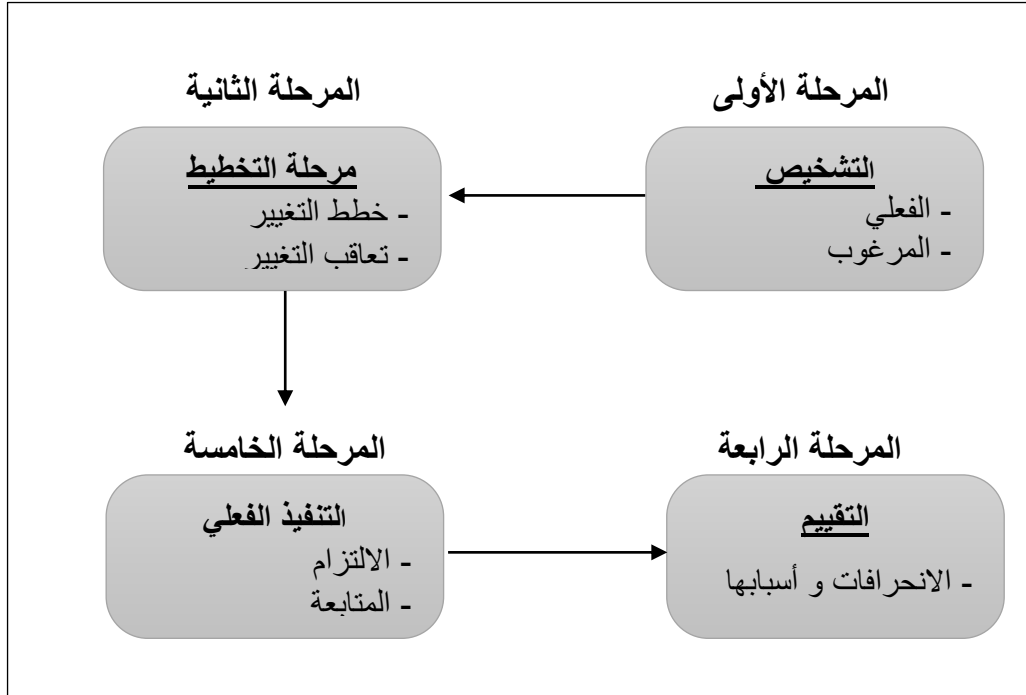 المرحلة الأولى
التشخيص
- الفعلي
- المرغوب
المرحلة الثانية
مرحلة التخطيط
- خطط التغيير
- تعاقب التغيير
المرحلة الخامسة
التنفيذ الفعلي
- الالتزام
- المتابعة
المرحلة الرابعة
التقييم
- الانحرافات و أسبابها